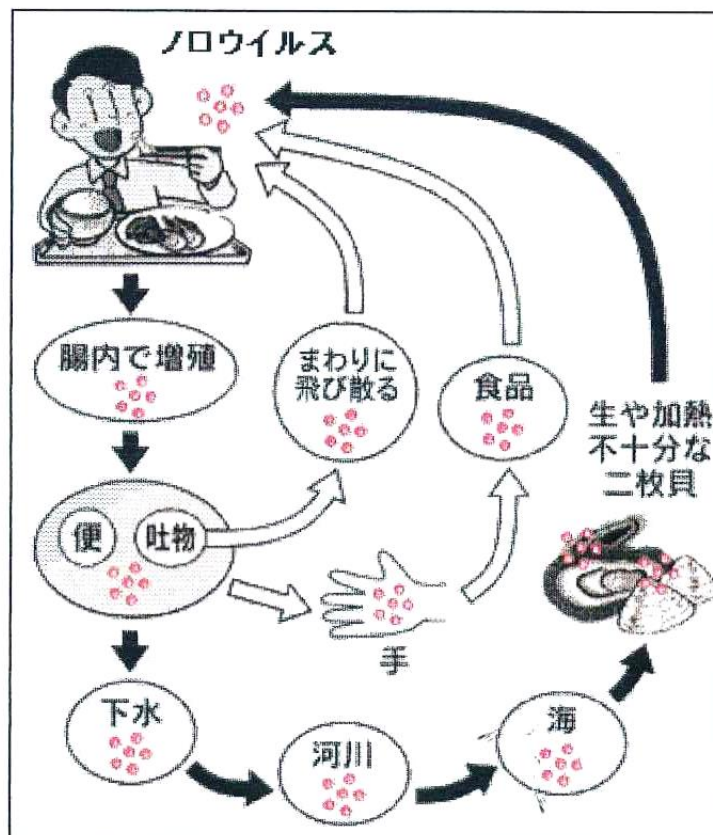 ノロウイルス
腸内で増殖
まわりに
飛び散る
食品
生や加熱
不十分な
二枚貝
便
吐物
手
下水
河川
海